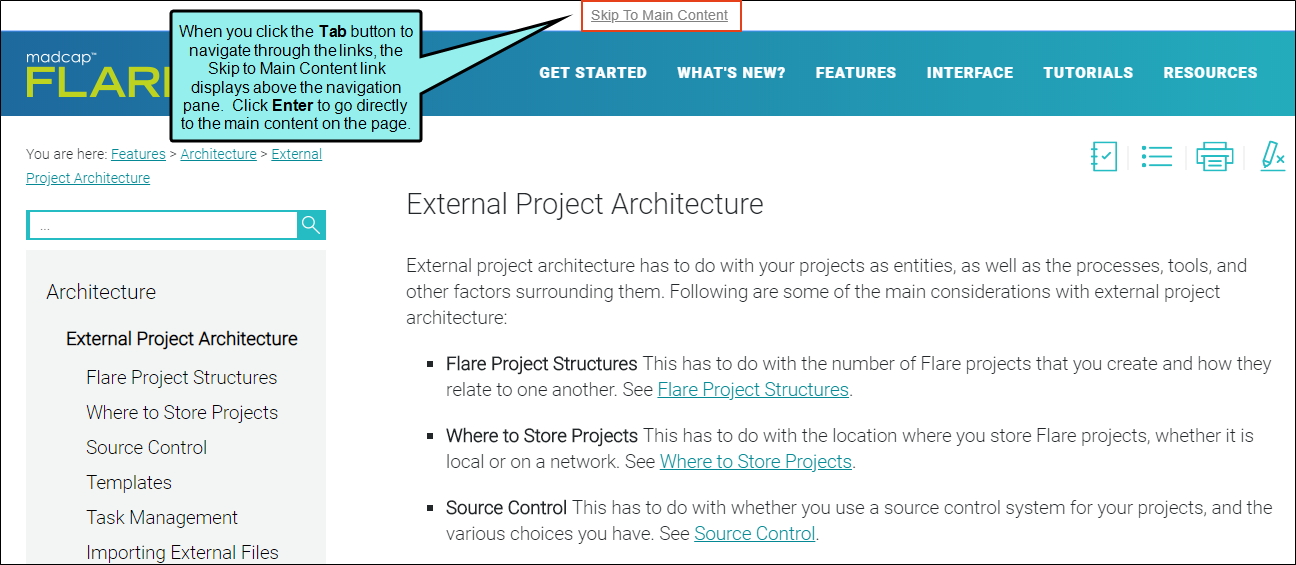 Skip To Main Content
When you click the Tab button to
navigate through the links, the
Skip to Main Content link
displays above the navigation
pane. Click Enter to go directly
to the main content on the page.
madcap™
FLAR
GET STARTED WHAT'S NEW? FEATURES INTERFACE TUTORIALS RESOURCES
You are here: Features > Architecture > External
Project Architecture
...
Architecture
External Project Architecture
Flare Project Structures
Where to Store Projects
Source Control
Templates
Task Management
Importing External Files
External Project Architecture
External project architecture has to do with your projects as entities, as well as the processes, tools, and
other factors surrounding them. Following are some of the main considerations with external project
architecture:
▪ Flare Project Structures This has to do with the number of Flare projects that you create and how they
relate to one another. See Flare Project Structures.
▪ Where to Store Projects This has to do with the location where you store Flare projects, whether it is
local or on a network. See Where to Store Projects.
▪ Source Control This has to do with whether you use a source control system for your projects, and the
various choices you have. See Source Control.